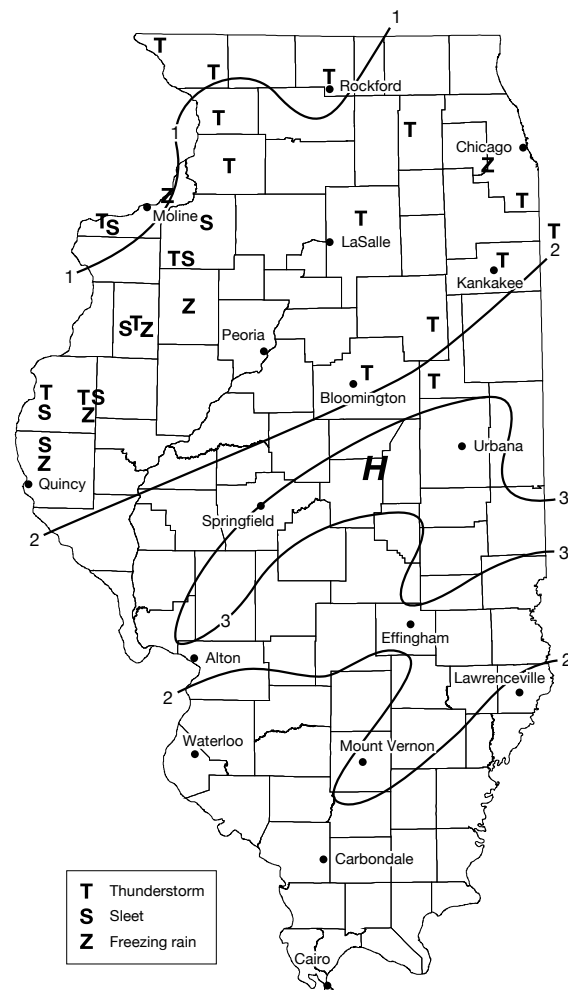 1
T
T
T
Rockford
T
1
T
Chicago
T
Z
Z
T
Moline
T S
S
T
T
LaSalle
2
1
T S
T
Kankakee
Z
S T Z
T
Peoria
T
T
Bloomington
T
S
T S
Z
S
Z
H
Urbana
Quincy
3
Springfield
2
3
3
Effingham
Alton
2
Lawrenceville
2
Waterloo
Mount Vernon
Carbondale
T Thunderstorm
S Sleet
Z Freezing rain
Cairo